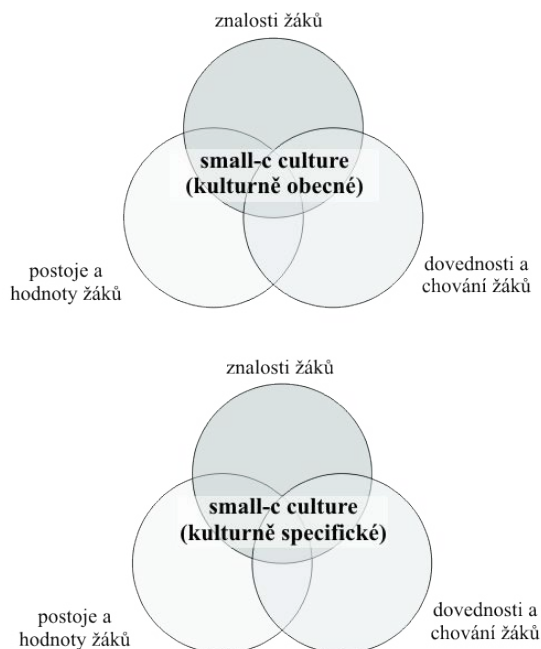 znalosti žáků
small-c culture
(kulturně obecné)
postoje a
hodnoty žáků
dovednosti a
chování žáků
znalosti žáků
small-c culture
(kulturně specifické)
postoje a
hodnoty žáků
dovednosti a
chování žáků